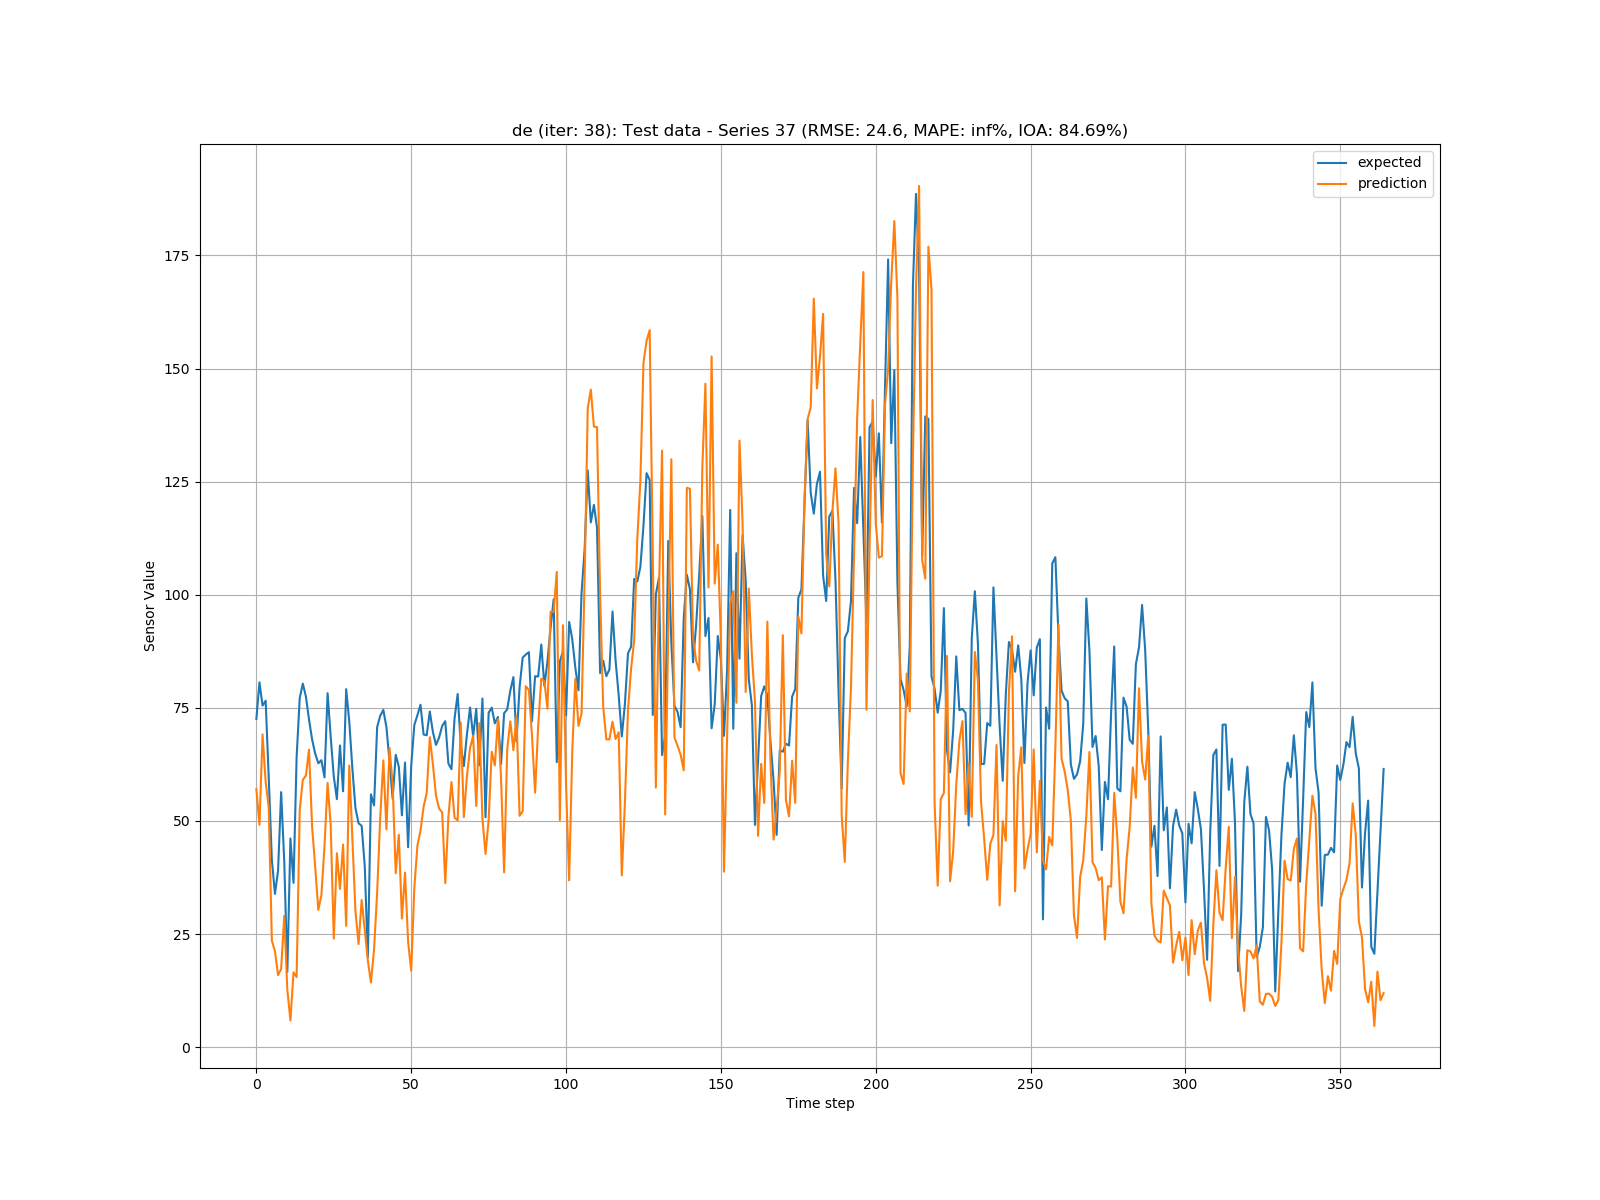 de (iter: 38): Test data - Series 37 (RMSE: 24.6, MAPE: inf%, IOA: 84.69%)
expected
prediction
175
150
125
100
75
50
25
0
Sensor Value
0 50 100 150 200 250 300 350
Time step